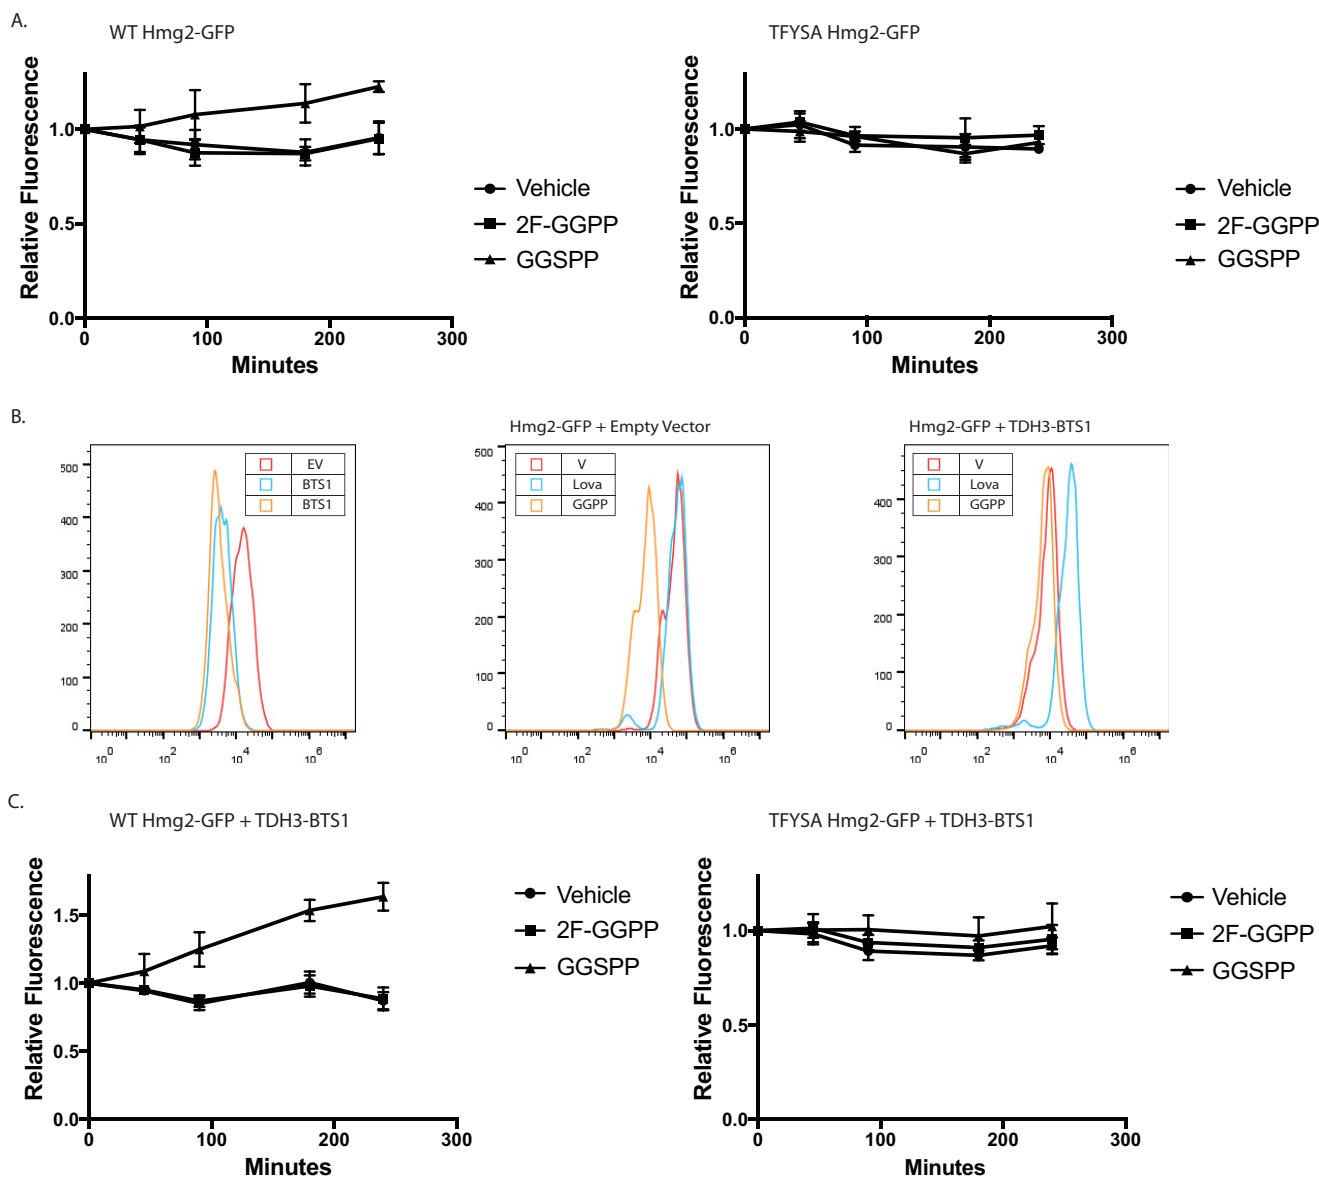 A.
WT Hmg2-GFP
Relative Fluorescence
1.0
0.5
0.0
0 100 200 300
Minutes
Vehicle
2F-GGPP
GGSPP
TFYSA Hmg2-GFP
Relative Fluorescence
1.0
0.5
0.0
0 100 200 300
Minutes
Vehicle
2F-GGPP
GGSPP
B.
500
400
300
200
100
0
10^0 10^2 10^4 10^6
EV
BTS1
BTS1
Hmg2-GFP + Empty Vector
500
400
300
200
100
0
10^0 10^2 10^4 10^6
V
Lova
GGPP
Hmg2-GFP + TDH3-BTS1
400
300
200
100
0
10^0 10^2 10^4 10^6
V
Lova
GGPP
C.
WT Hmg2-GFP + TDH3-BTS1
Relative Fluorescence
1.5
1.0
0.5
0.0
0 100 200 300
Minutes
Vehicle
2F-GGPP
GGSPP
TFYSA Hmg2-GFP + TDH3-BTS1
Relative Fluorescence
1.0
0.5
0.0
0 100 200 300
Minutes
Vehicle
2F-GGPP
GGSPP